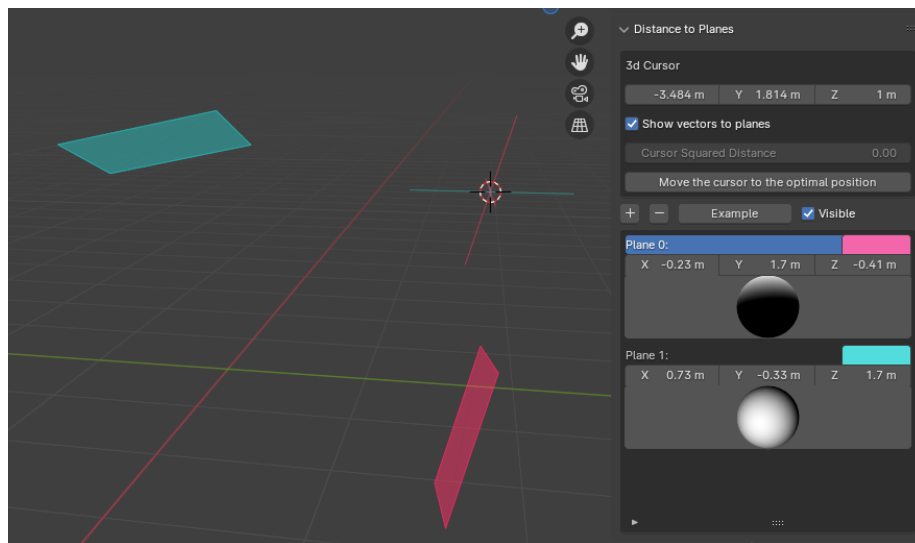 Distance to Planes
3d Cursor
-3.484 m Y 1.814 m Z 1 m
Show vectors to planes
Cursor Squared Distance 0.00
Move the cursor to the optimal position
+ − Example Visible
Plane 0:
X -0.23 m Y 1.7 m Z -0.41 m
Plane 1:
X 0.73 m Y -0.33 m Z 1.7 m